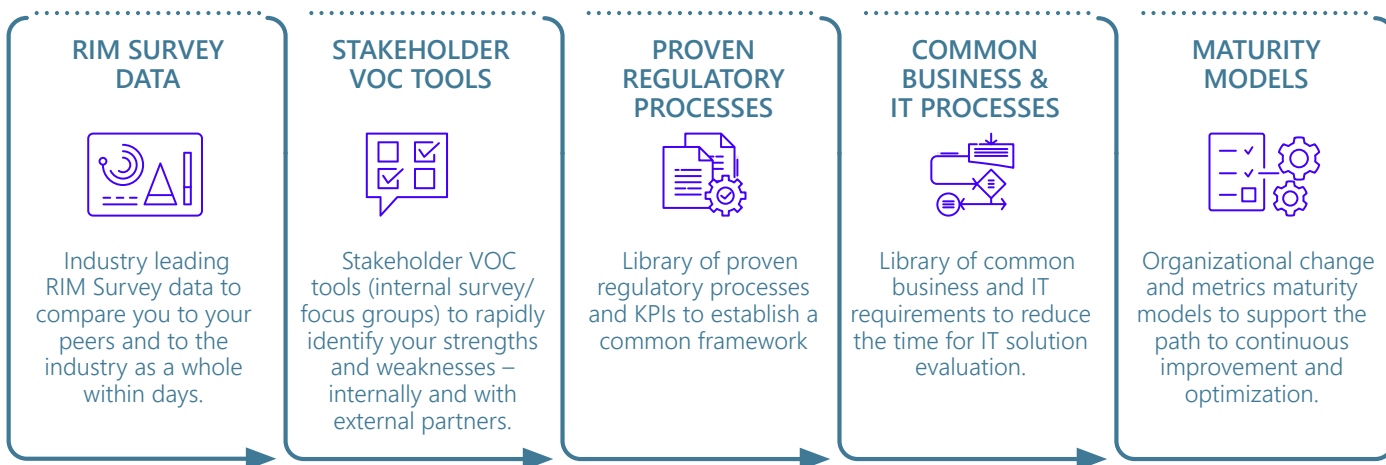 RIM SURVEY
DATA
Industry leading
RIM Survey data to
compare you to your
peers and to the
industry as a whole
within days.
STAKEHOLDER
VOC TOOLS
Stakeholder VOC
tools (internal survey/
focus groups) to rapidly
identify your strengths
and weaknesses –
internally and with
external partners.
PROVEN
REGULATORY
PROCESSES
Library of proven
regulatory processes
and KPIs to establish a
common framework
COMMON
BUSINESS &
IT PROCESSES
Library of common
business and IT
requirements to reduce
the time for IT solution
evaluation.
MATURITY
MODELS
Organizational change
and metrics maturity
models to support the
path to continuous
improvement and
optimization.